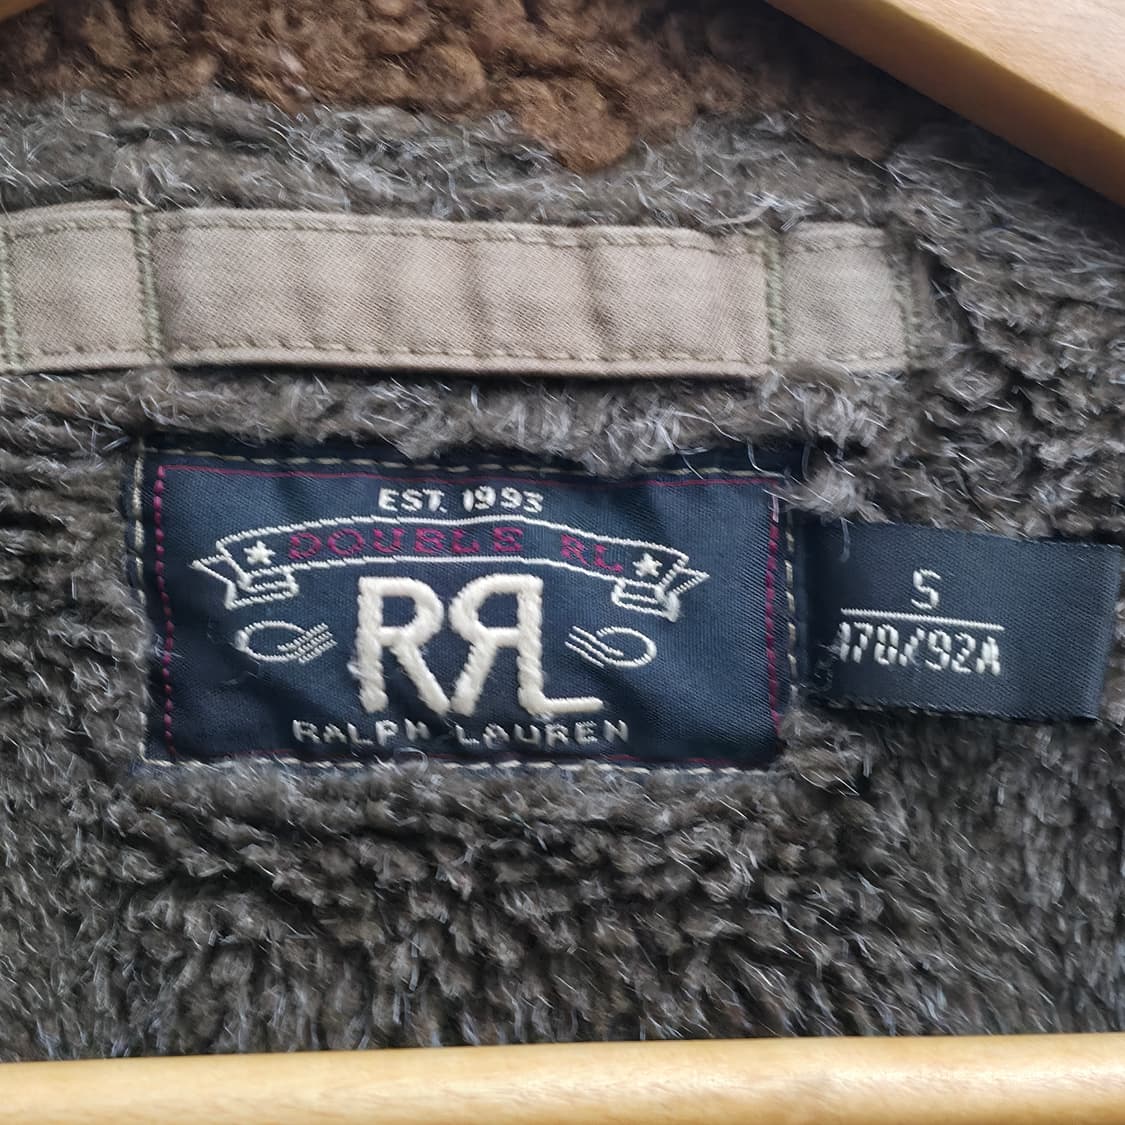 EST. 1993
DOUBLE RL
RRL
RALPH LAUREN
S
170/92A